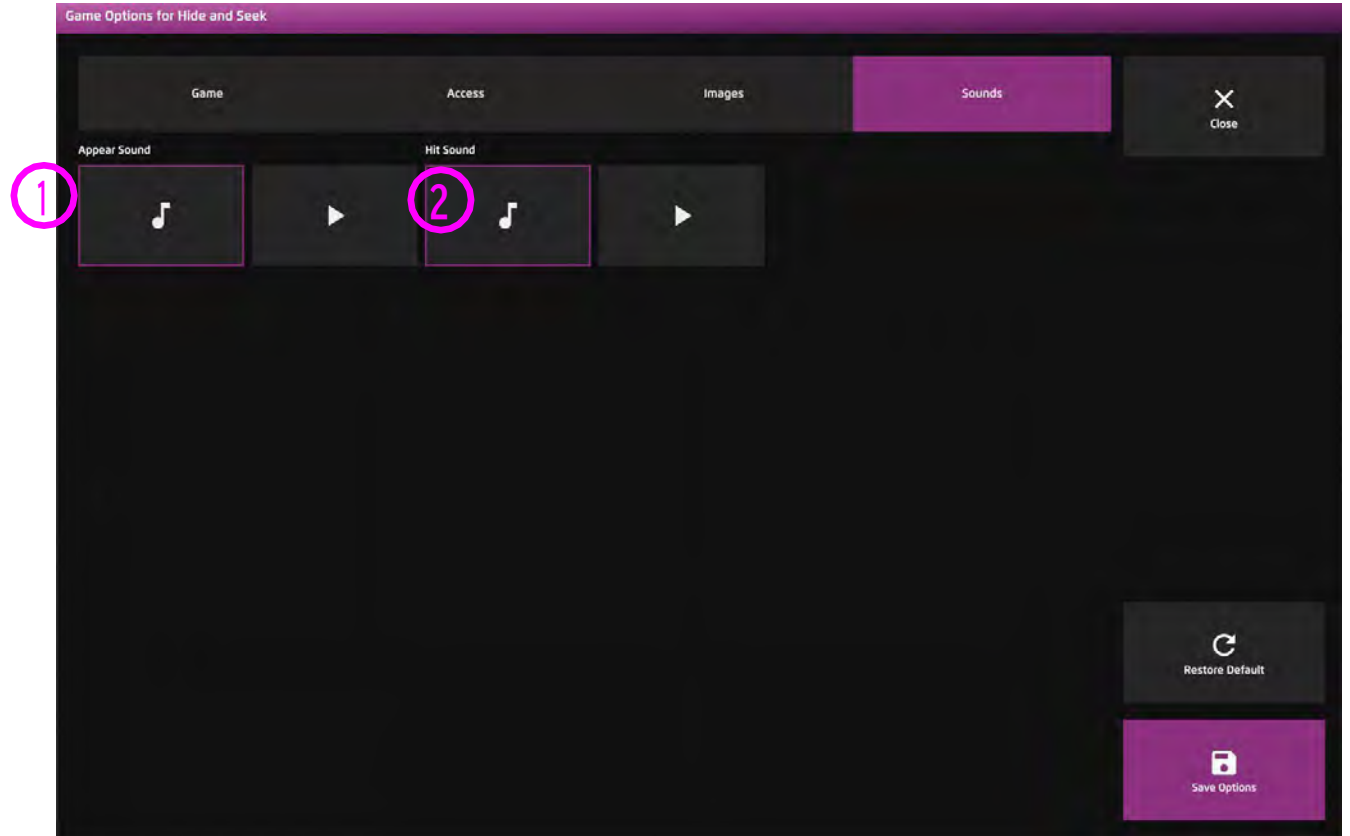 Game Options for Hide and Seek
Game Access Images Sounds
Close
Appear Sound Hit Sound
1 2
Restore Default
Save Options